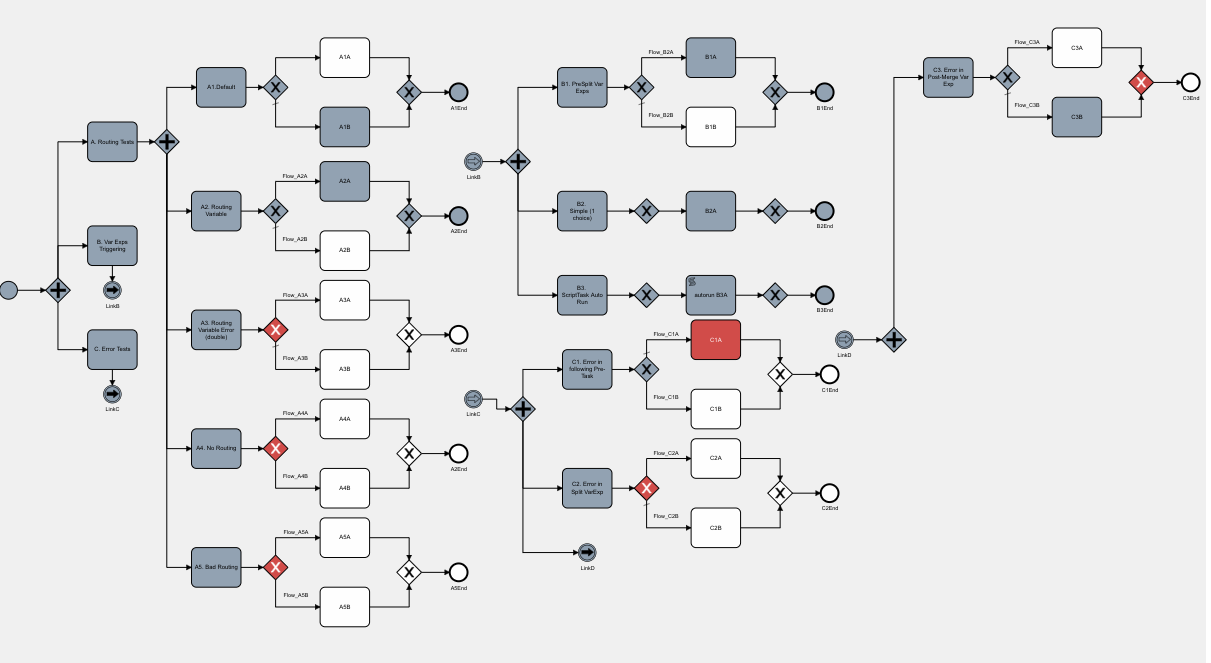 A. Routing Tests
B. Var Exps
Triggering
LinkB
C. Error Tests
LinkC
A1.Default
A1A
A1B
A1End
A2. Routing
Variable
Flow_A2A
A2A
Flow_A2B
A2B
A2End
A3. Routing
Variable Error
(double)
Flow_A3A
A3A
Flow_A3B
A3B
A3End
A4. No Routing
Flow_A4A
A4A
Flow_A4B
A4B
A2End
A5. Bad Routing
Flow_A5A
A5A
Flow_A5B
A5B
A5End
LinkB
B1. PreSplit Var
Exps
Flow_B2A
B1A
Flow_B2B
B1B
B1End
B2.
Simple (1
choice)
B2A
B2End
B3.
ScriptTask Auto
Run
autorun B3A
B3End
LinkC
C1. Error in
following Pre-
Task
Flow_C1A
C1A
Flow_C1B
C1B
C1End
C2. Error in
Split VarExp
Flow_C2A
C2A
Flow_C2B
C2B
C2End
LinkD
LinkD
C3. Error in
Post-Merge Var
Exp
Flow_C3A
C3A
Flow_C3B
C3B
C3End